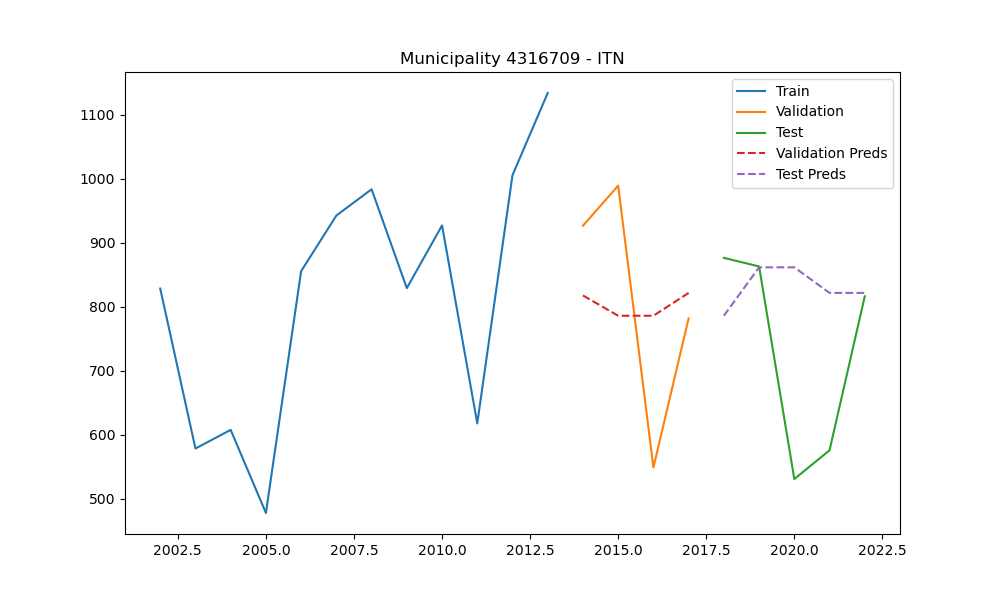 Municipality 4316709 - ITN
Train
Validation
Test
Validation Preds
Test Preds
1100
1000
900
800
700
600
500
2002.5 2005.0 2007.5 2010.0 2012.5 2015.0 2017.5 2020.0 2022.5